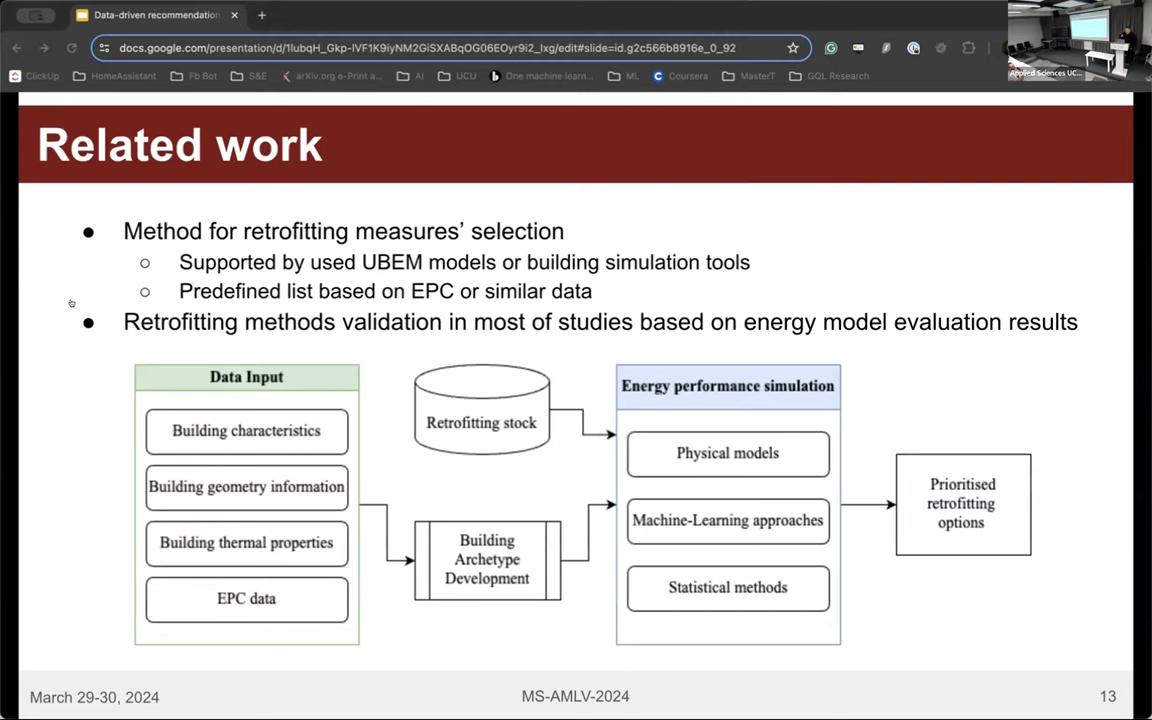 Data-driven recommendation
docs.google.com/presentation/d/1lubqH_Gkp-IVF1K9iyNM2GiSXABqOG06EOyr9i2_lxg/edit#slide=id.g2c566b8916e_0_92
ClickUp
HomeAssistant
Fb Bot
S&E
arXiv.org e-Print a...
AI
UCU
One machine learn...
ML
Coursera
MasterT
GQL Research
Applied Sciences UC...
Related work
● Method for retrofitting measures’ selection
○ Supported by used UBEM models or building simulation tools
○ Predefined list based on EPC or similar data
● Retrofitting methods validation in most of studies based on energy model evaluation results
Data Input
Building characteristics
Building geometry information
Building thermal properties
EPC data
Retrofitting stock
Building
Archetype
Development
Energy performance simulation
Physical models
Machine-Learning approaches
Statistical methods
Prioritised
retrofitting
options
March 29-30, 2024
MS-AMLV-2024
13